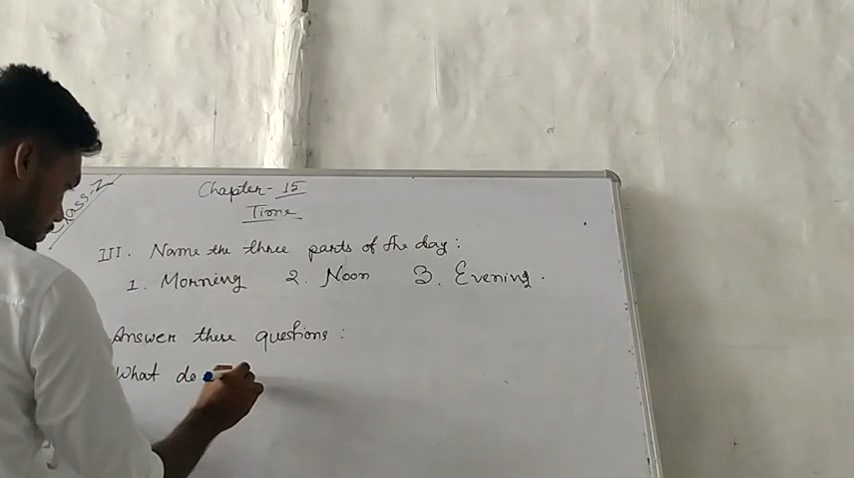 Class-2
Chapter-15
Time
III. Name the three parts of the day:
1. Morning 2. Noon 3. Evening.
Answer these questions:
What do